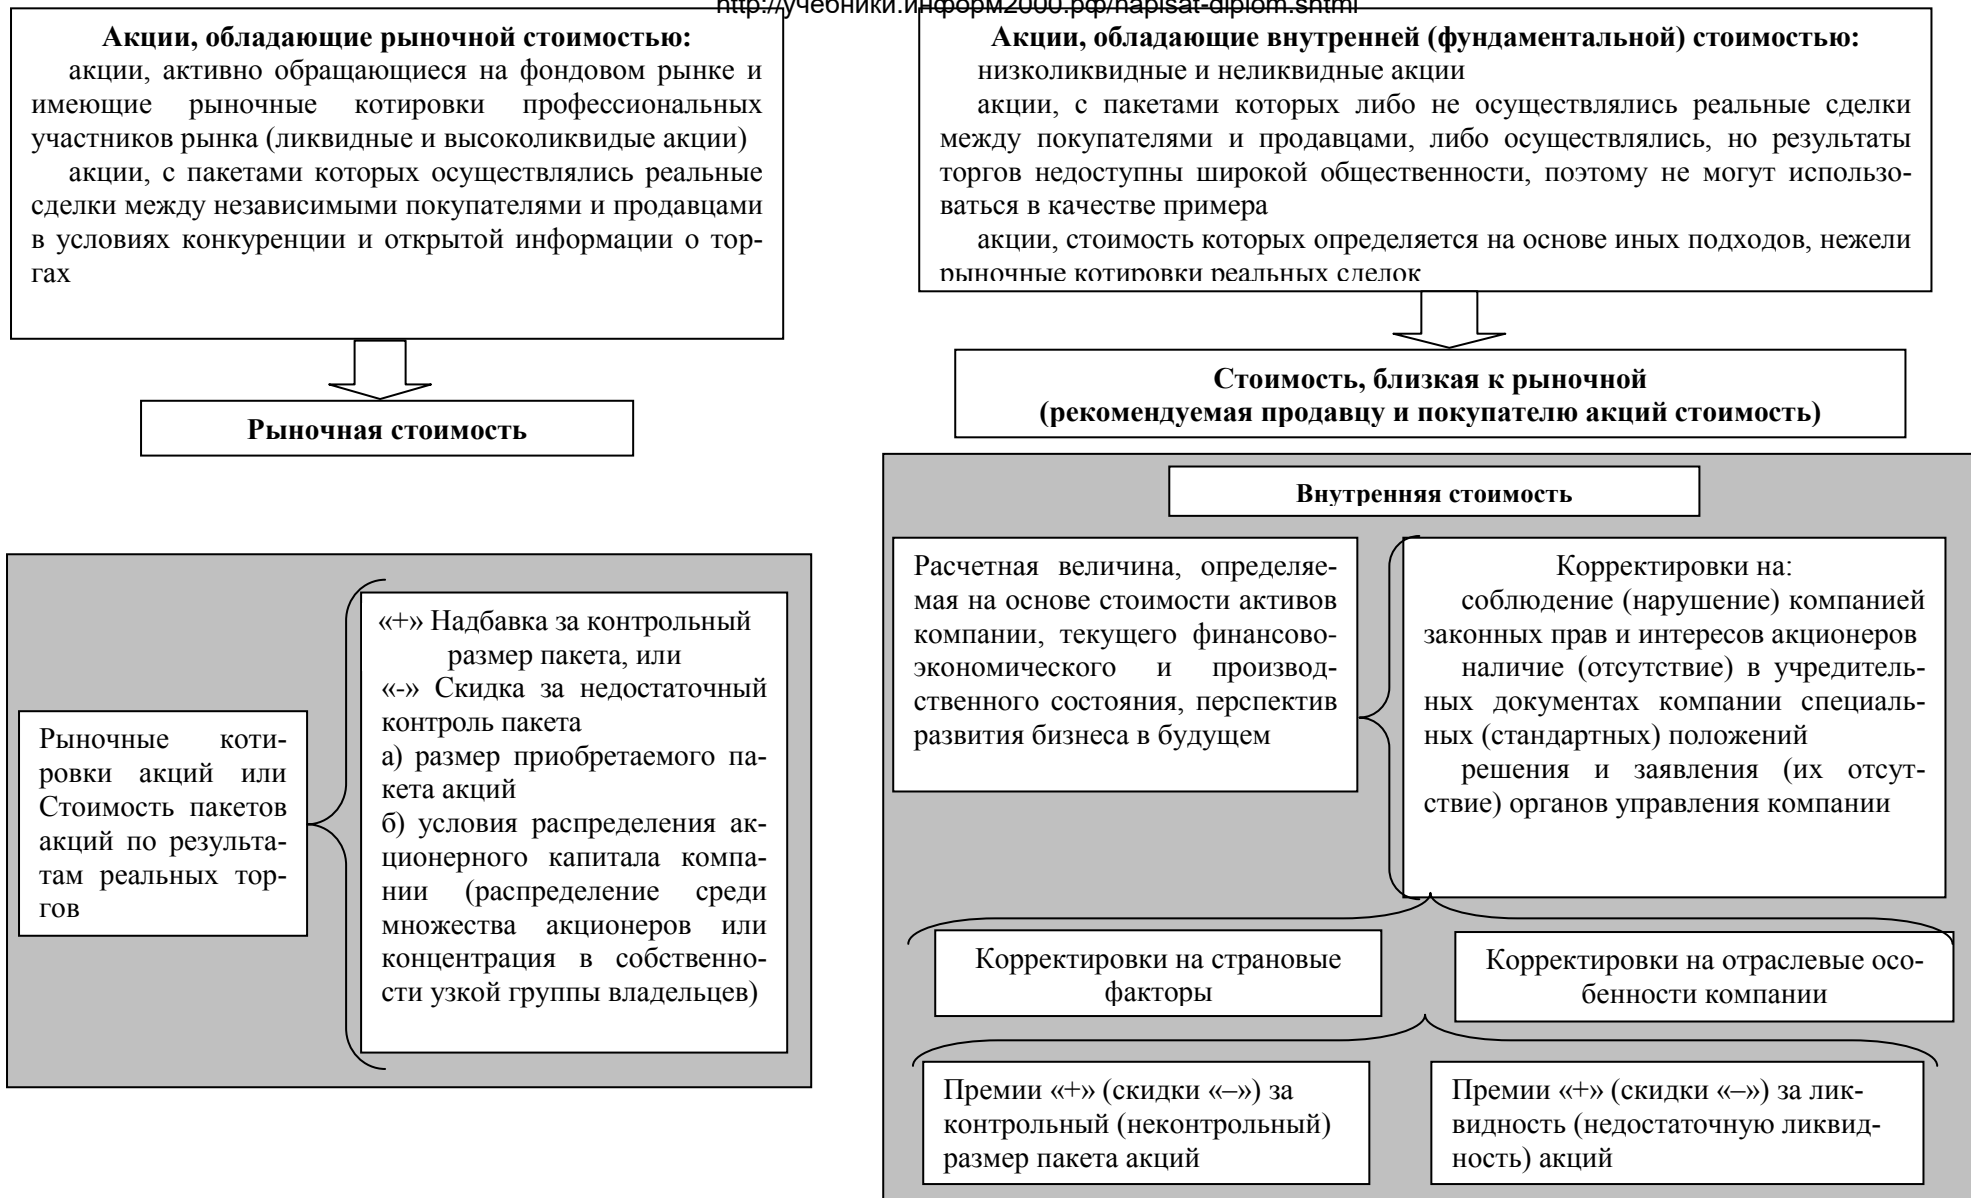 http://учебники.информ2000.рф/napisat-diplom.shtml
Акции, обладающие рыночной стоимостью:
акции, активно обращающиеся на фондовом рынке и
имеющие рыночные котировки профессиональных
участников рынка (ликвидные и высоколиквидые акции)
акции, с пакетами которых осуществлялись реальные
сделки между независимыми покупателями и продавцами
в условиях конкуренции и открытой информации о тор-
гах
Рыночная стоимость
Рыночные коти-
ровки акций или
Стоимость пакетов
акций по результа-
там реальных тор-
гов
«+» Надбавка за контрольный
размер пакета, или
«-» Скидка за недостаточный
контроль пакета
а) размер приобретаемого па-
кета акций
б) условия распределения ак-
ционерного капитала компа-
нии (распределение среди
множества акционеров или
концентрация в собственно-
сти узкой группы владельцев)
Акции, обладающие внутренней (фундаментальной) стоимостью:
низколиквидные и неликвидные акции
акции, с пакетами которых либо не осуществлялись реальные сделки
между покупателями и продавцами, либо осуществлялись, но результаты
торгов недоступны широкой общественности, поэтому не могут использо-
ваться в качестве примера
акции, стоимость которых определяется на основе иных подходов, нежели
рыночные котировки реальных сделок
Стоимость, близкая к рыночной
(рекомендуемая продавцу и покупателю акций стоимость)
Внутренняя стоимость
Расчетная величина, определяе-
мая на основе стоимости активов
компании, текущего финансово-
экономического и производ-
ственного состояния, перспектив
развития бизнеса в будущем
Корректировки на:
соблюдение (нарушение) компанией
законных прав и интересов акционеров
наличие (отсутствие) в учредитель-
ных документах компании специаль-
ных (стандартных) положений
решения и заявления (их отсут-
ствие) органов управления компании
Корректировки на страновые
факторы
Корректировки на отраслевые осо-
бенности компании
Премии «+» (скидки «–») за
контрольный (неконтрольный)
размер пакета акций
Премии «+» (скидки «–») за лик-
видность (недостаточную ликвид-
ность) акций